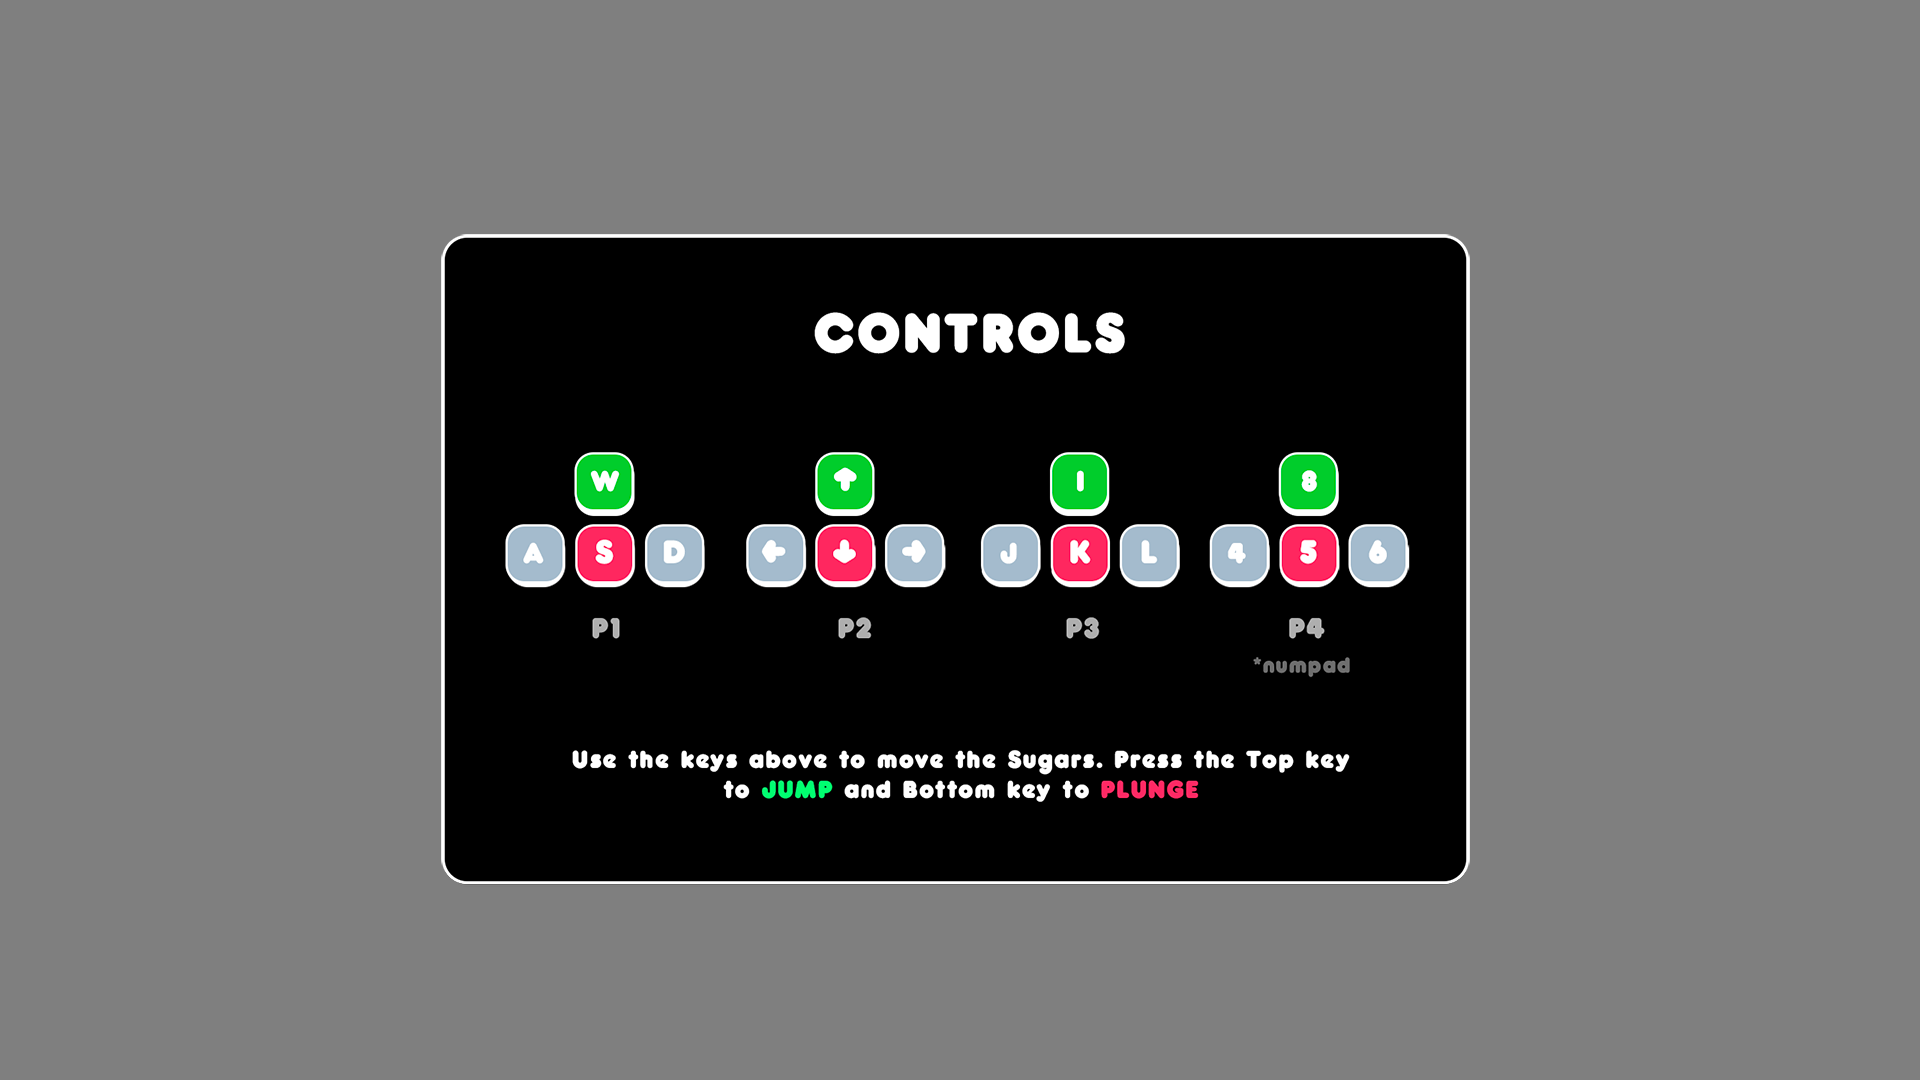 CONTROLS
W ↑ I 8
A S D ← ↓ → J K L 4 5 6
P1 P2 P3 P4
*numpad
Use the keys above to move the Sugars. Press the Top key
to JUMP and Bottom key to PLUNGE